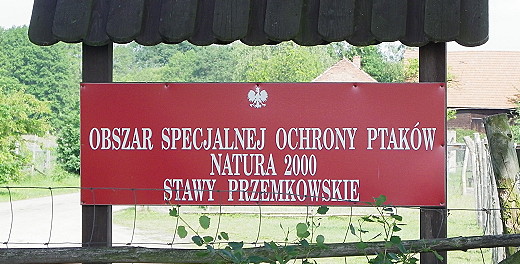 OBSZAR SPECJALNEJ OCHRONY PTAKÓW
NATURA 2000
STAWY PRZEMKOWSKIE